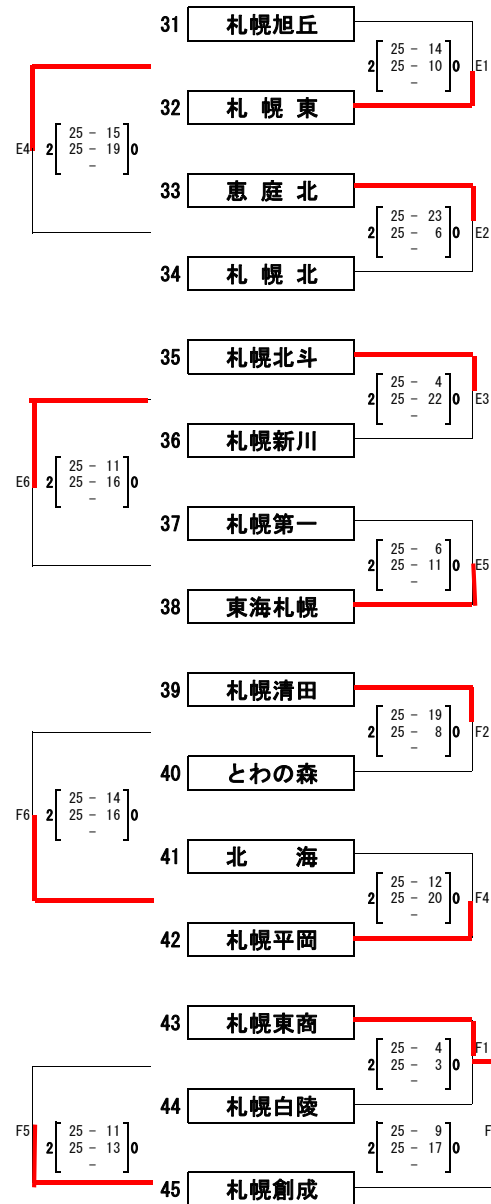 31 札幌旭丘
2 25 - 14 0
25 - 10 E1
-
32 札幌東
E4 2 25 - 15 0
25 - 19
-
33 恵庭北
2 25 - 23 0
25 - 6 E2
-
34 札幌北
35 札幌北斗
2 25 - 4 0
25 - 22 E3
-
36 札幌新川
E6 2 25 - 11 0
25 - 16
-
37 札幌第一
2 25 - 6 0
25 - 11 E5
-
38 東海札幌
39 札幌清田
2 25 - 19 0
25 - 8 F2
-
40 とわの森
F6 2 25 - 14 0
25 - 16
-
41 北海
2 25 - 12 0
25 - 20 F4
-
42 札幌平岡
43 札幌東商
2 25 - 4 0 F1
25 - 3
-
44 札幌白陵
F5 2 25 - 11 0
25 - 13
-
2 25 - 9 0 F
25 - 17
-
45 札幌創成